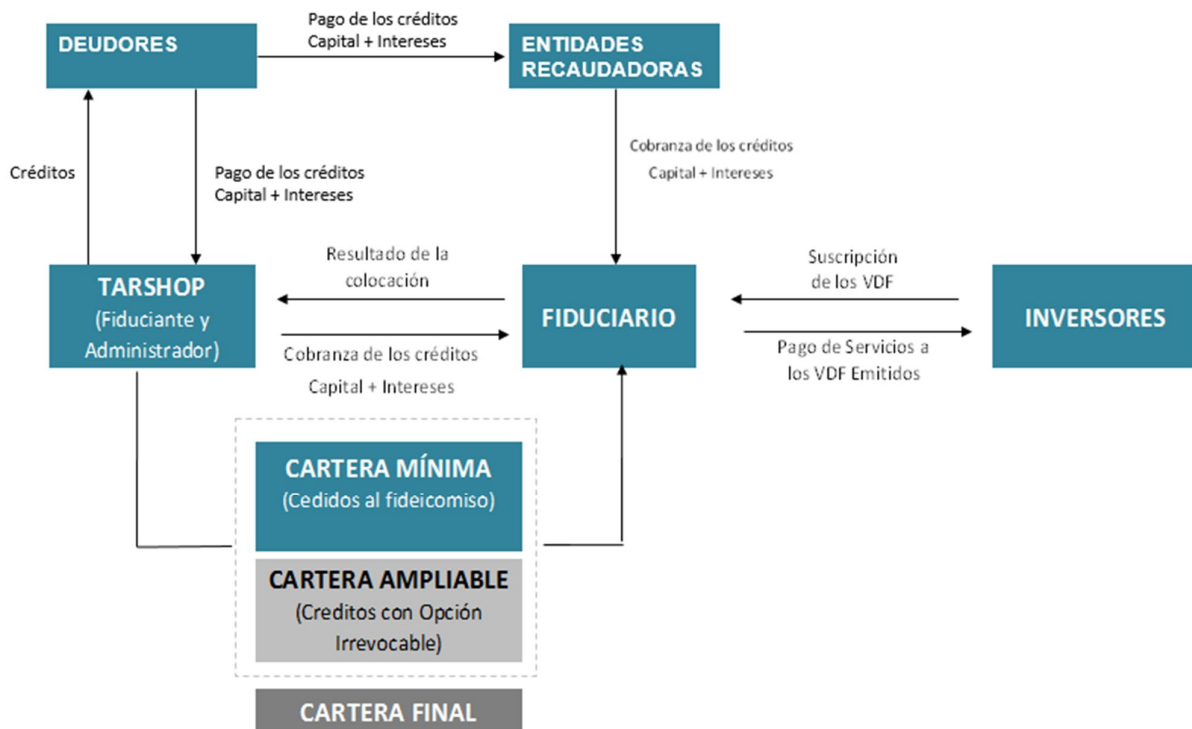 DEUDORES
Pago de los créditos
Capital + Intereses
ENTIDADES
RECAUDADORAS
Créditos
Pago de los créditos
Capital + Intereses
Cobranza de los créditos
Capital + Intereses
TARSHOP
(Fiduciante y
Administrador)
Resultado de la
colocación
Cobranza de los créditos
Capital + Intereses
FIDUCIARIO
Suscripción
de los VDF
Pago de Servicios a
los VDF Emitidos
INVERSORES
CARTERA MÍNIMA
(Cedidos al fideicomiso)
CARTERA AMPLIABLE
(Creditos con Opción
Irrevocable)
CARTERA FINAL